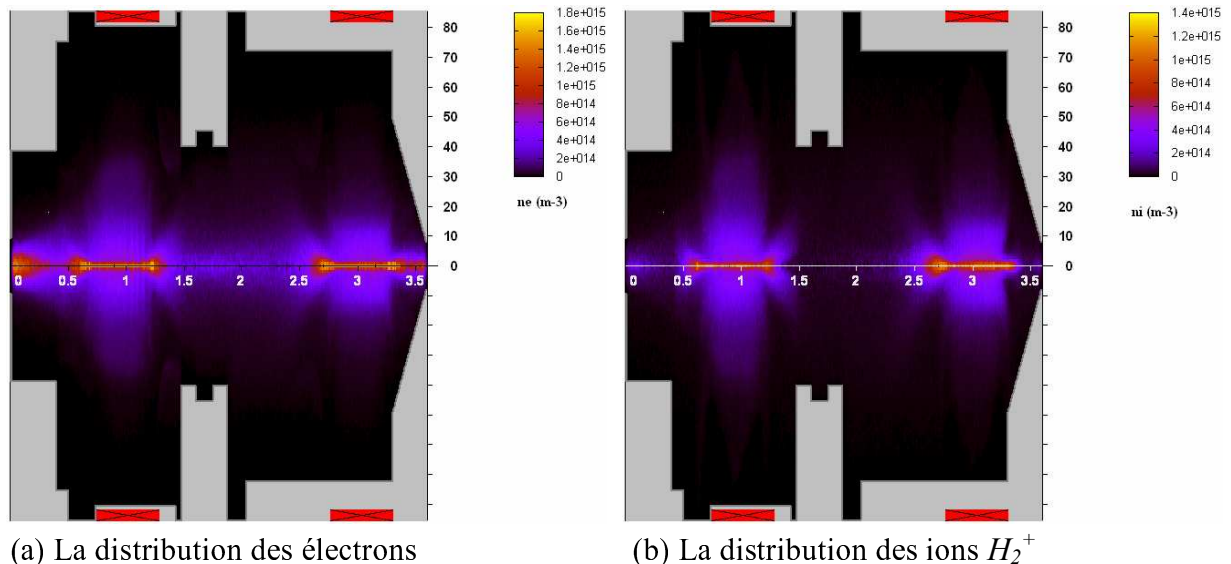 80
70
60
50
40
30
20
10
0
0 0.5 1 1.5 2 2.5 3 3.5
1.8e+015
1.6e+015
1.4e+015
1.2e+015
1e+015
8e+014
6e+014
4e+014
2e+014
0
ne (m-3)
80
70
60
50
40
30
20
10
0
0 0.5 1 1.5 2 2.5 3 3.5
1.4e+015
1.2e+015
1e+015
8e+014
6e+014
4e+014
2e+014
0
ni (m-3)
(a) La distribution des électrons
(b) La distribution des ions H₂⁺